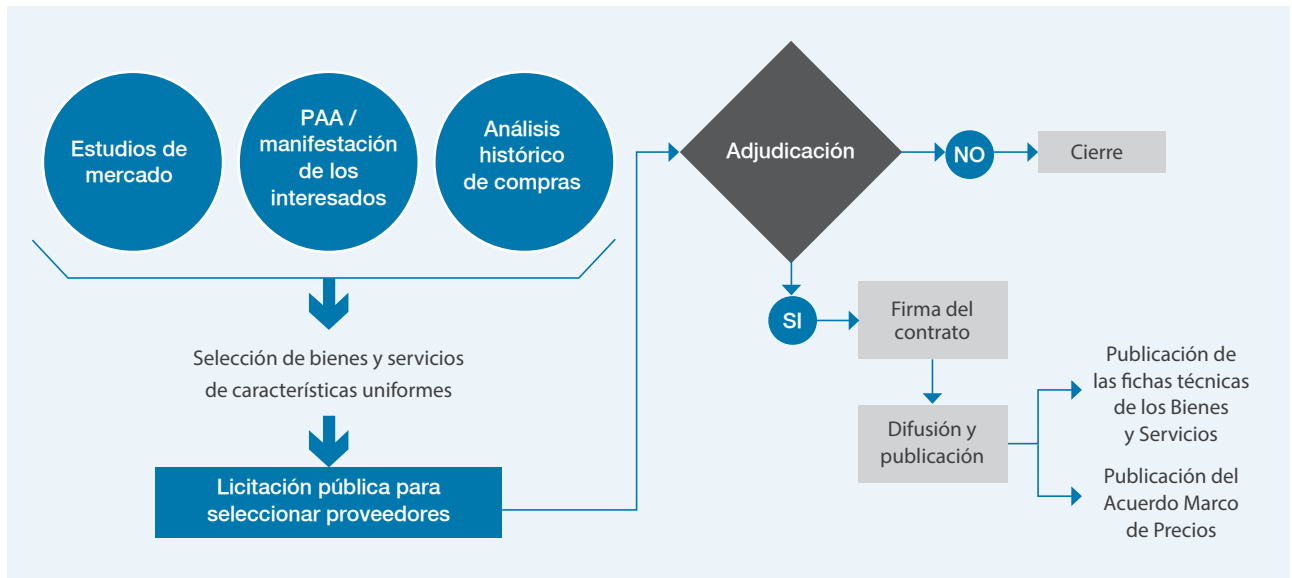 Estudios de
mercado
PAA /
manifestación
de los
interesados
Análisis
histórico
de compras
Selección de bienes y servicios
de características uniformes
Licitación pública para
seleccionar proveedores
Adjudicación
NO
Cierre
SI
Firma del
contrato
Difusión y
publicación
Publicación de
las fichas técnicas
de los Bienes
y Servicios
Publicación del
Acuerdo Marco
de Precios